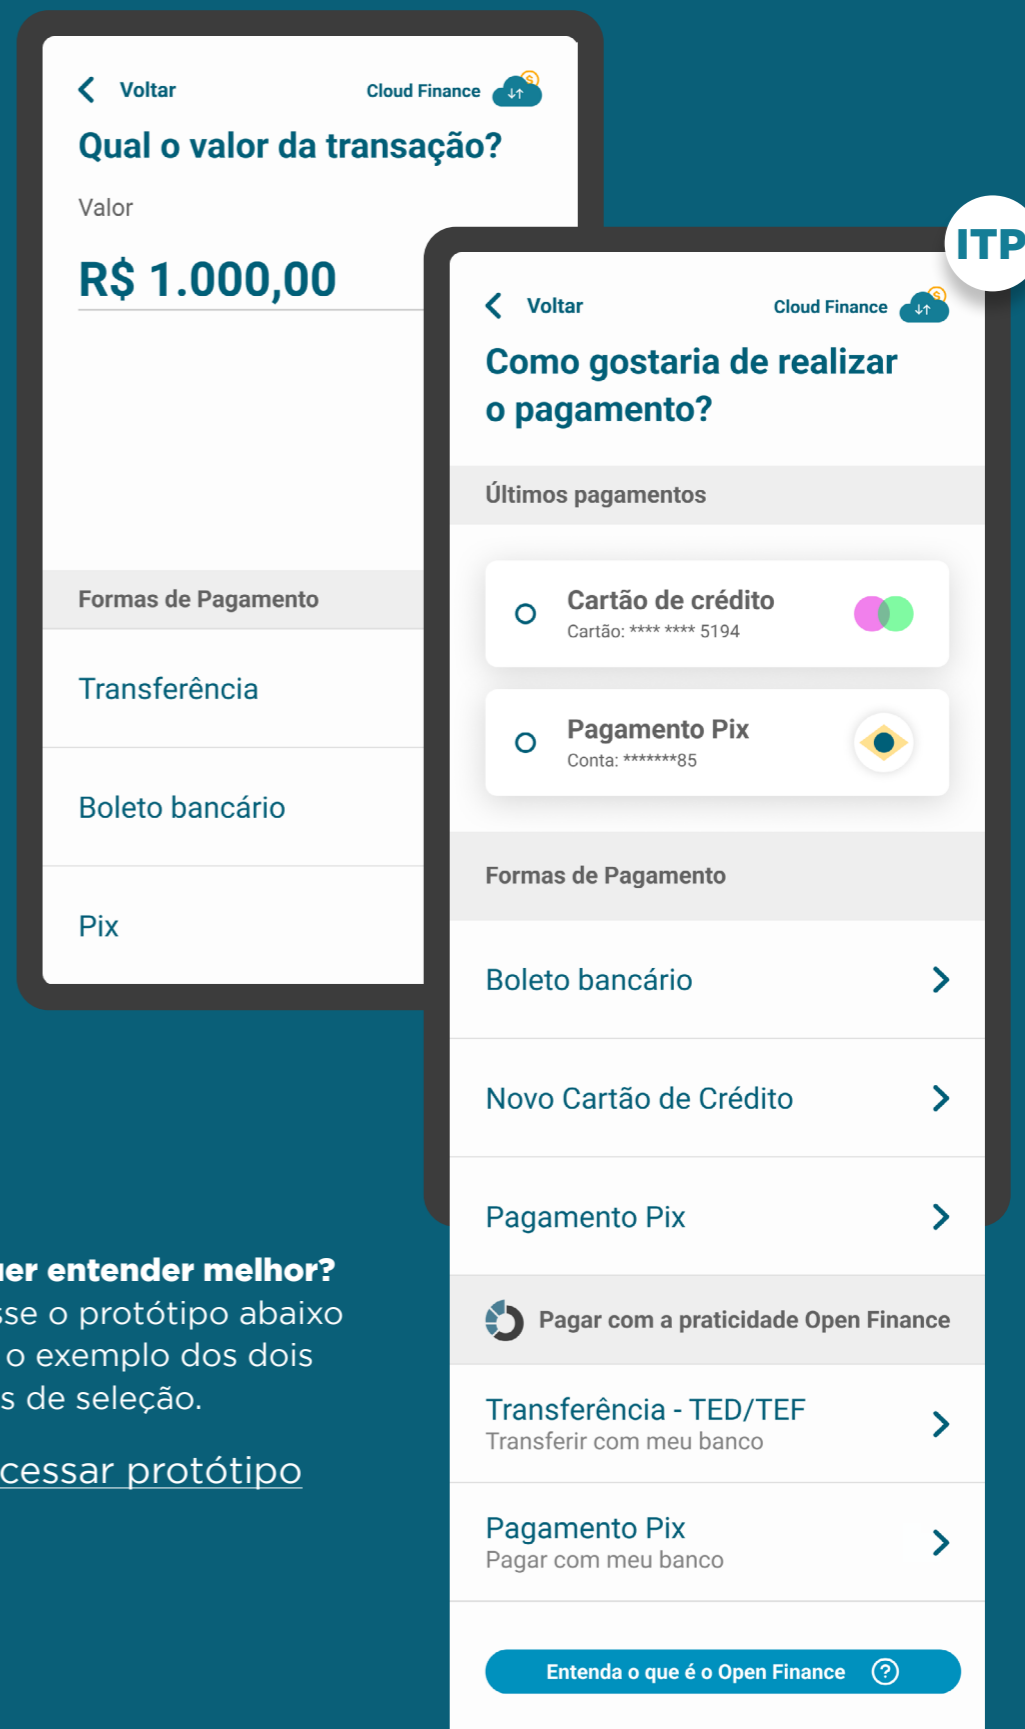 Voltar
Cloud Finance
Qual o valor da transação?
Valor
R$ 1.000,00
Formas de Pagamento
Transferência
Boleto bancário
Pix
ITP
Voltar
Cloud Finance
Como gostaria de realizar
o pagamento?
Últimos pagamentos
Cartão de crédito
Cartão: **** **** 5194
Pagamento Pix
Conta: *******85
Formas de Pagamento
Boleto bancário
Novo Cartão de Crédito
Pagamento Pix
Pagar com a praticidade Open Finance
Transferência - TED/TEF
Transferir com meu banco
Pagamento Pix
Pagar com meu banco
Entenda o que é o Open Finance ?
uer entender melhor?
sse o protótipo abaixo
o exemplo dos dois
s de seleção.
cessar protótipo